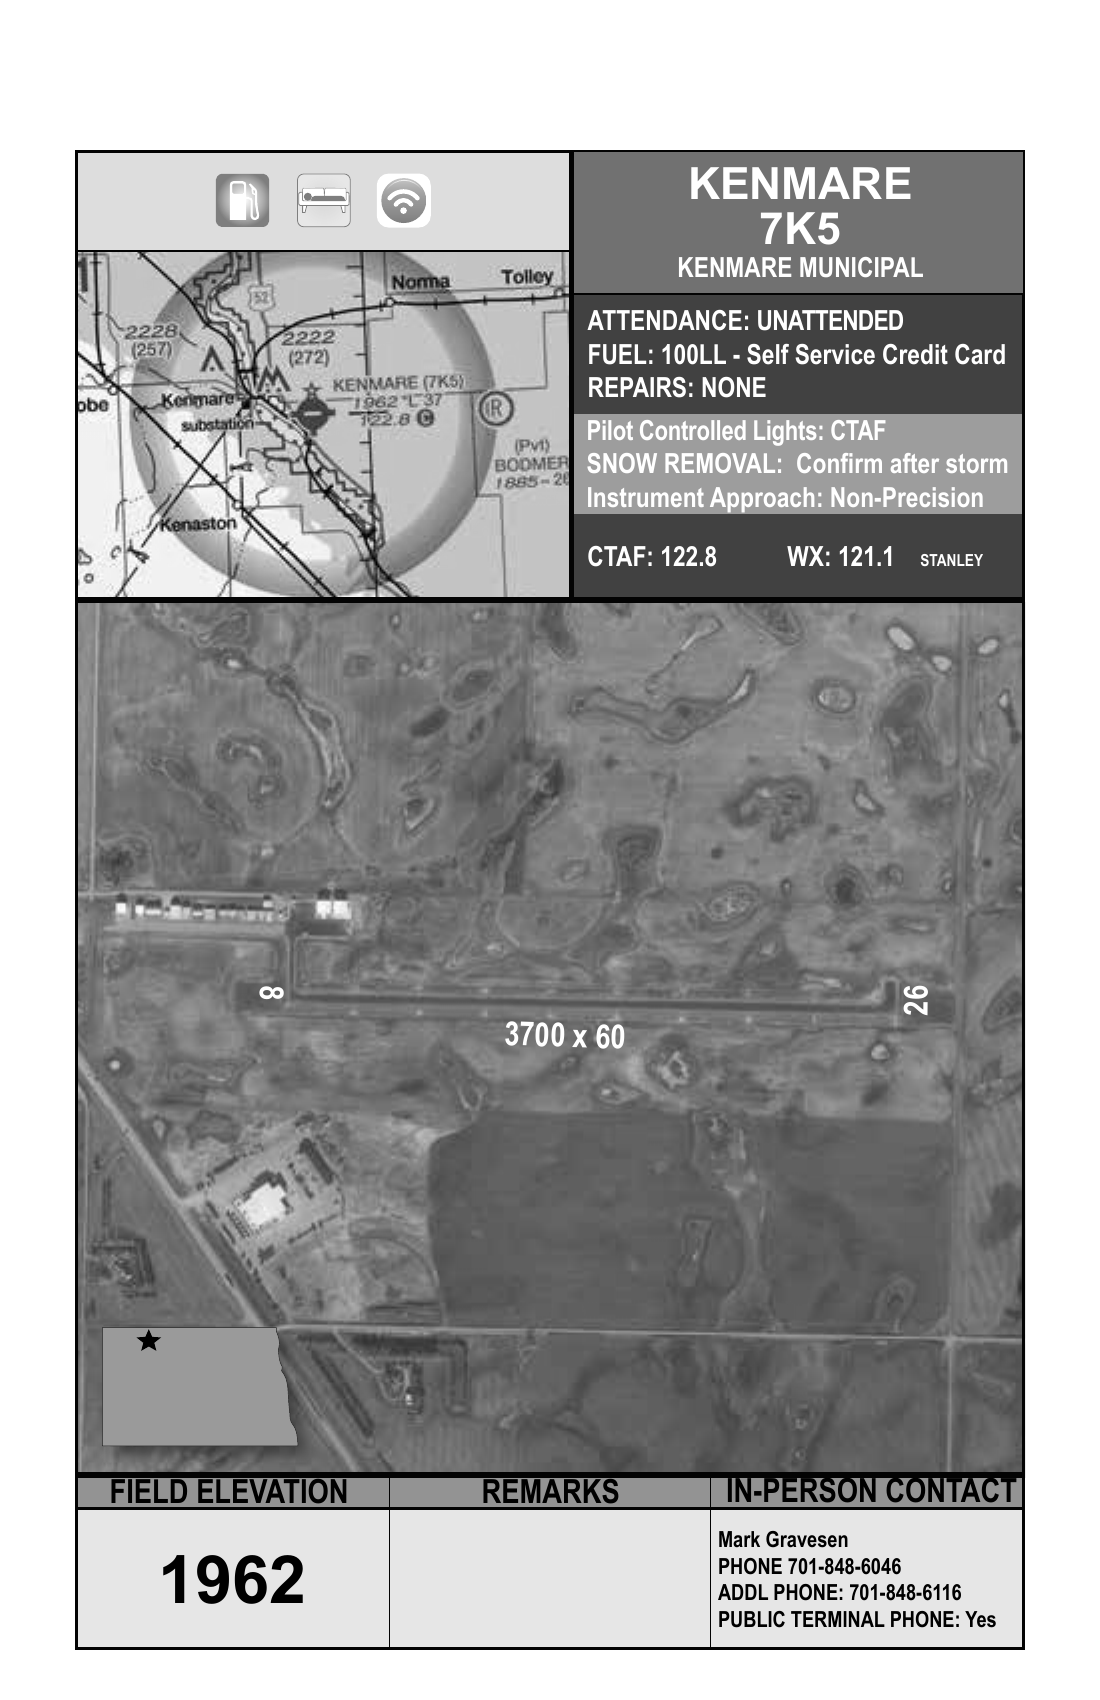 KENMARE
7K5
KENMARE MUNICIPAL
ATTENDANCE: UNATTENDED
FUEL: 100LL - Self Service Credit Card
REPAIRS: NONE
Pilot Controlled Lights: CTAF
SNOW REMOVAL:  Confirm after storm
Instrument Approach: Non-Precision
CTAF: 122.8 WX: 121.1 STANLEY
Norma
Tolley
52
2228
(257)
2222
(272)
KENMARE (7K5)
1962 *L 37
122.8 C
Kenmare
substation
obe
R
(Pvt)
BODMER
1885 - 26
Kenaston
8
26
3700 x 60
FIELD ELEVATION
1962
REMARKS
IN-PERSON CONTACT
Mark Gravesen
PHONE 701-848-6046
ADDL PHONE: 701-848-6116
PUBLIC TERMINAL PHONE: Yes